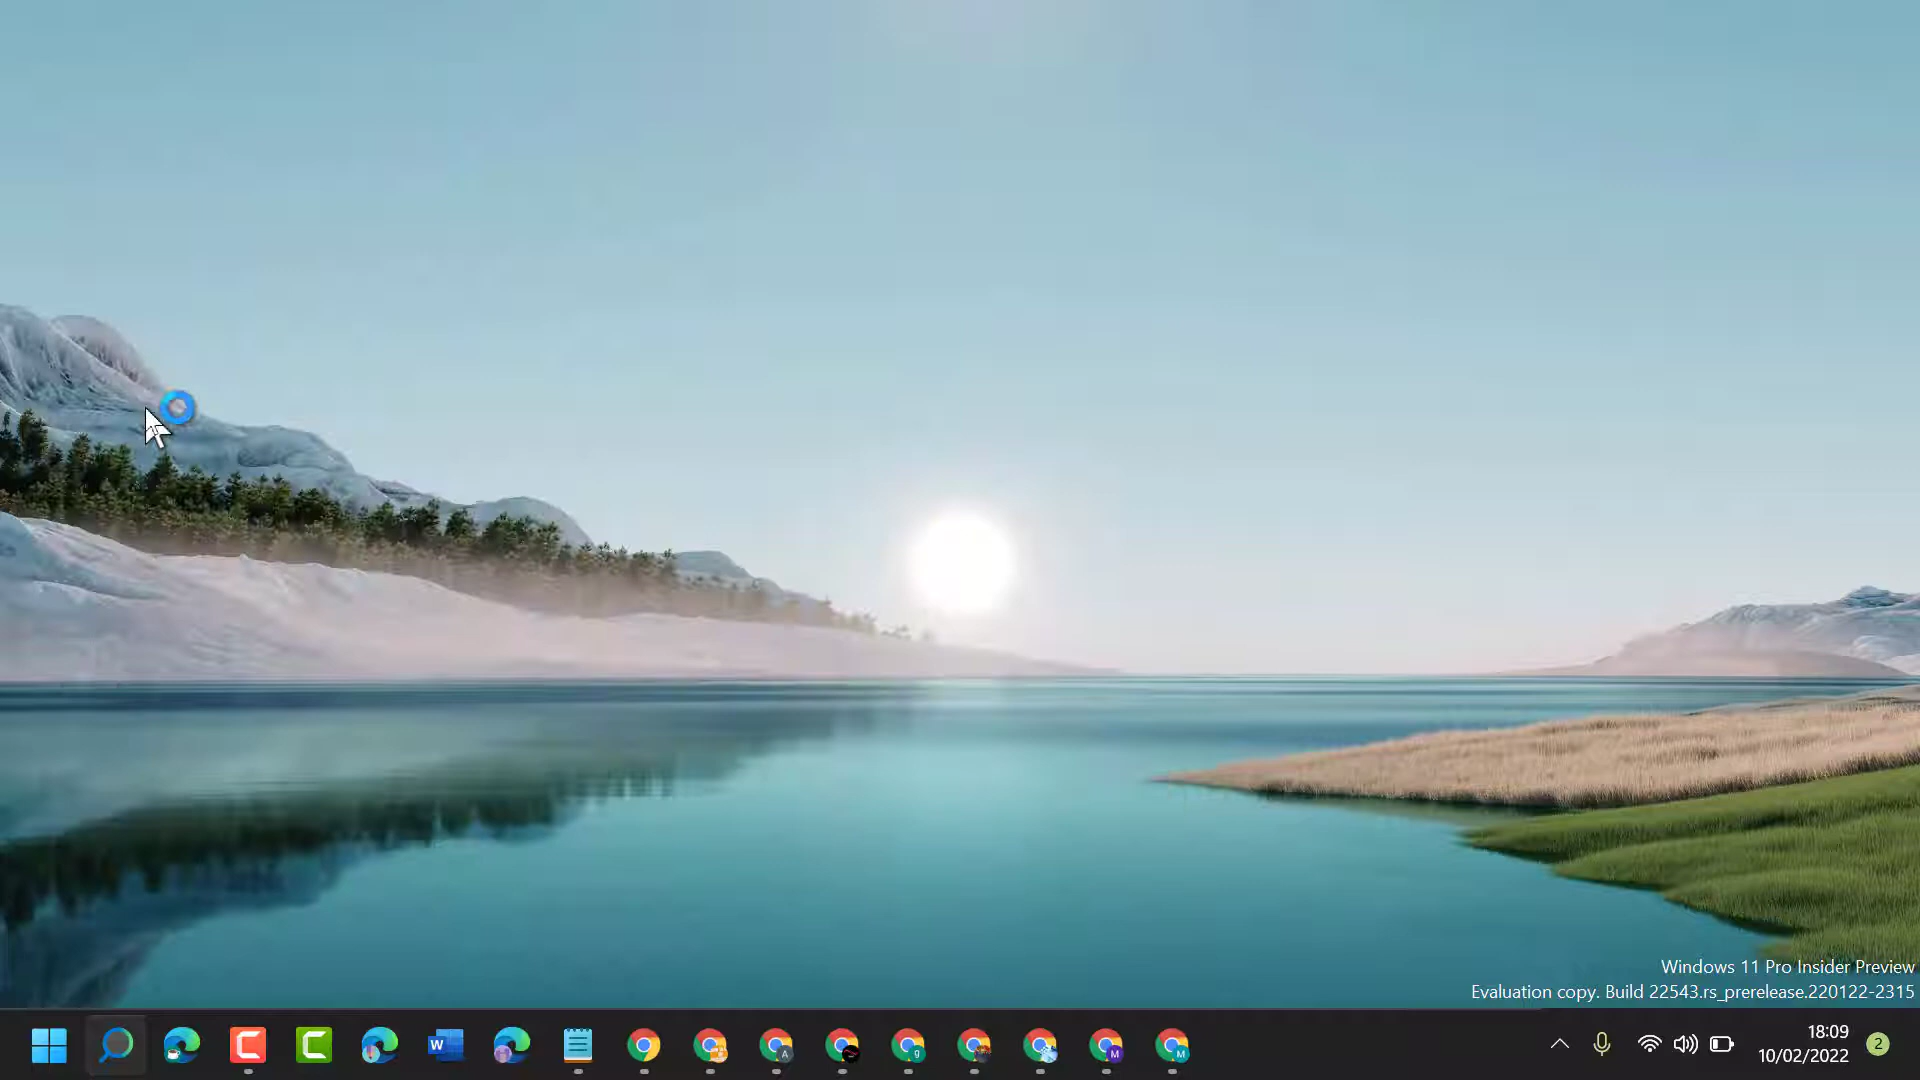 Windows 11 Pro Insider Preview
Evaluation copy. Build 22543.rs_prerelease.220122-2315
W
A
g
M
M
18:09
10/02/2022
2